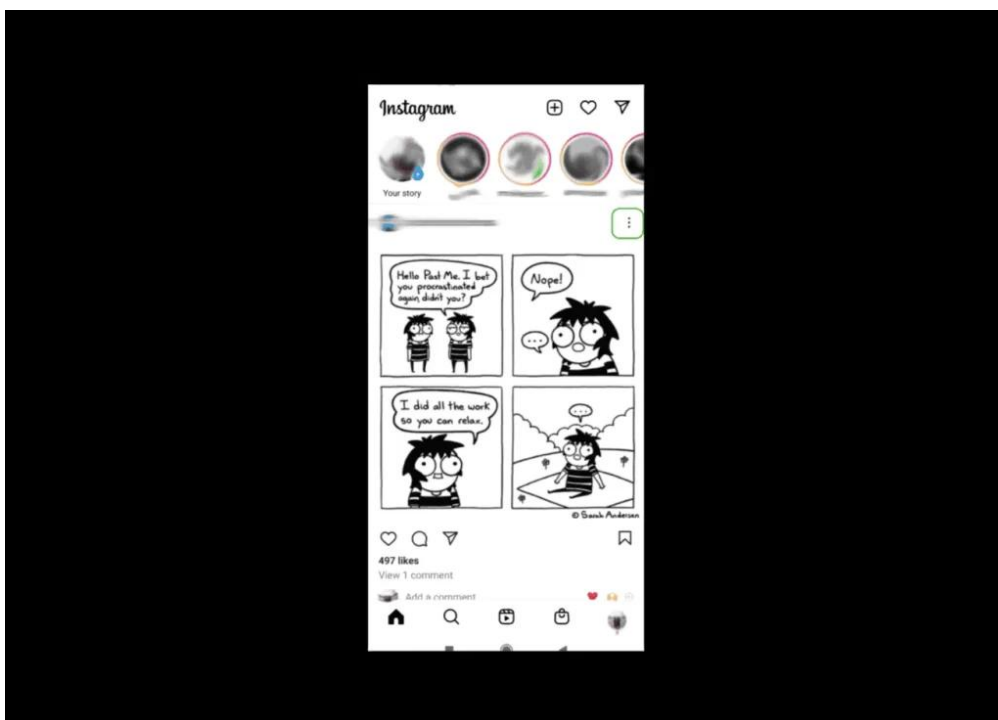 Instagram
Your story
Hello Past Me. I bet
you procrastinated
again, didn't you?
Nope!
...
I did all the work
so you can relax.
...
© Sarah Andersen
497 likes
View 1 comment
Add a comment